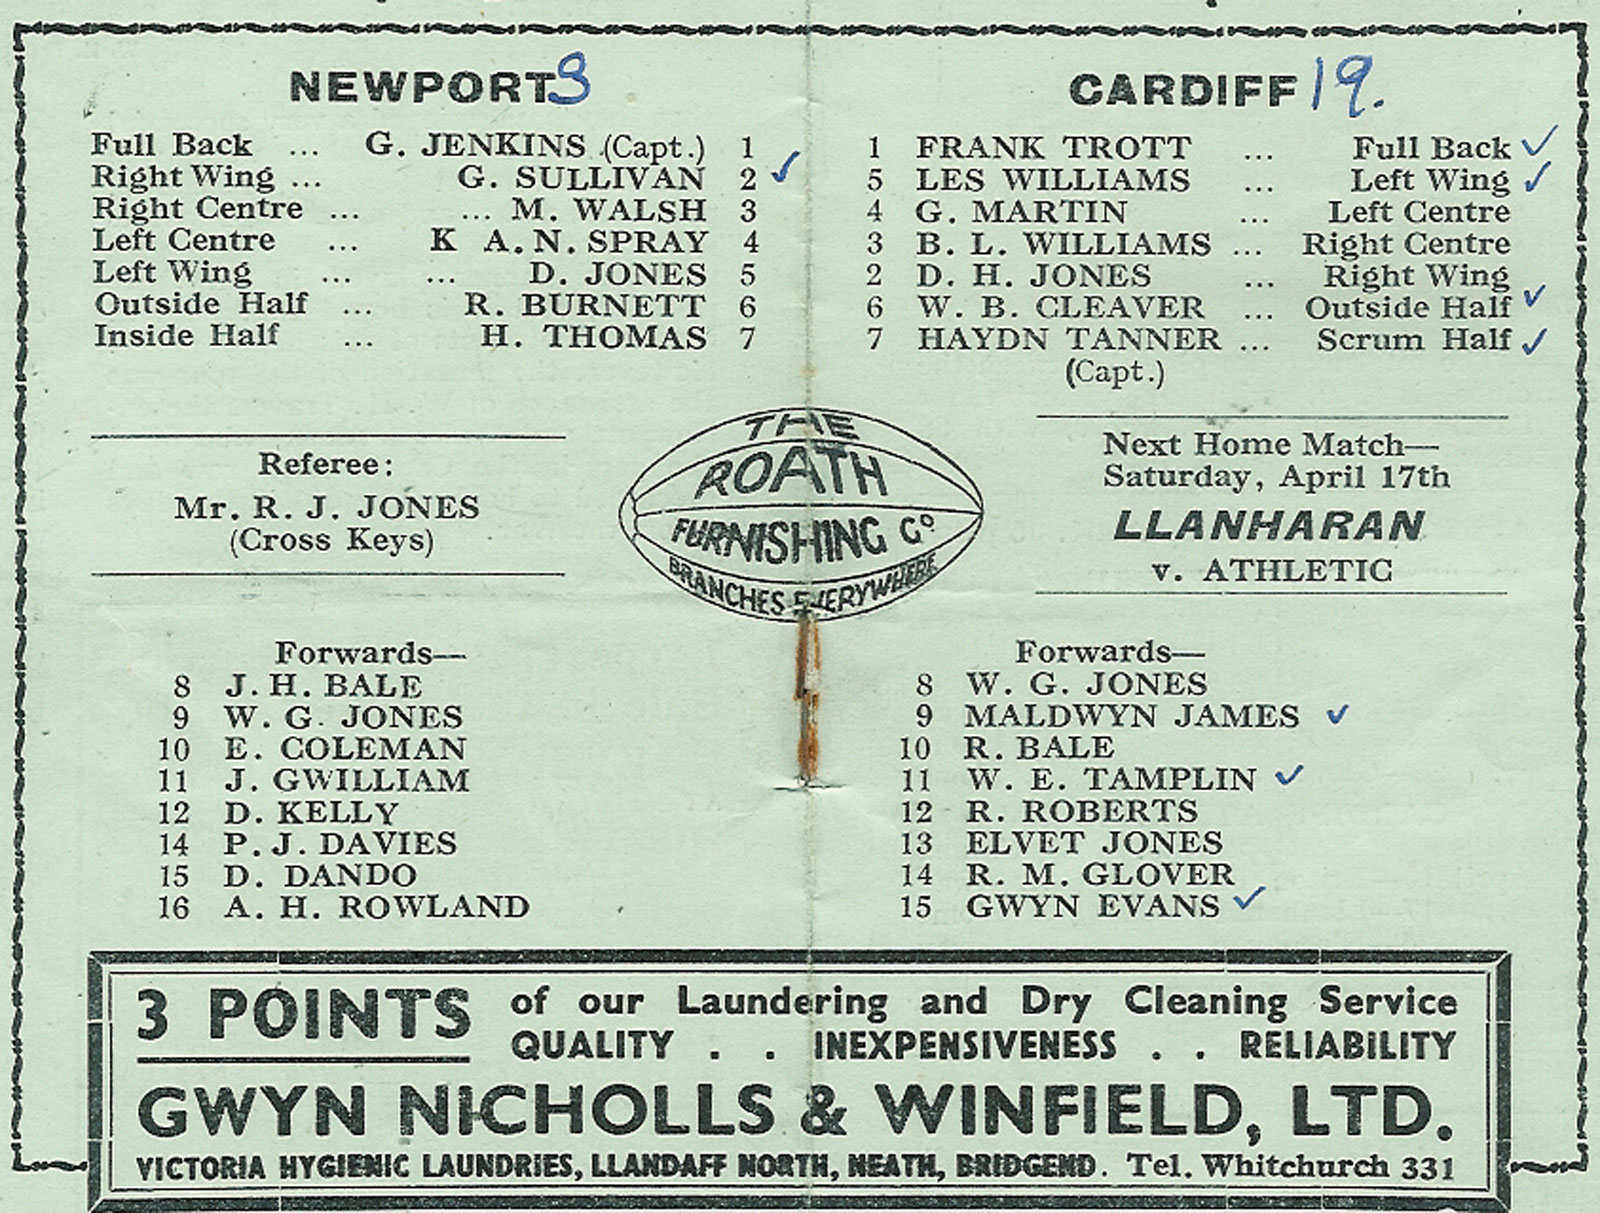 NEWPORT 3
Full Back ... G. JENKINS (Capt.) 1
Right Wing ... G. SULLIVAN 2 ✓
Right Centre ... ... M. WALSH 3
Left Centre ... K A. N. SPRAY 4
Left Wing ... ... D. JONES 5
Outside Half ... R. BURNETT 6
Inside Half ... H. THOMAS 7
CARDIFF 19.
1 FRANK TROTT ... Full Back ✓
5 LES WILLIAMS ... Left Wing ✓
4 G. MARTIN ... Left Centre
3 B. L. WILLIAMS ... Right Centre
2 D. H. JONES ... Right Wing
6 W. B. CLEAVER ... Outside Half ✓
7 HAYDN TANNER ... Scrum Half ✓
(Capt.)
Referee:
Mr. R. J. JONES
(Cross Keys)
THE
ROATH
FURNISHING Co
BRANCHES EVERYWHERE
Next Home Match—
Saturday, April 17th
LLANHARAN
v. ATHLETIC
Forwards—
8 J. H. BALE
9 W. G. JONES
10 E. COLEMAN
11 J. GWILLIAM
12 D. KELLY
14 P. J. DAVIES
15 D. DANDO
16 A. H. ROWLAND
Forwards—
8 W. G. JONES
9 MALDWYN JAMES ✓
10 R. BALE
11 W. E. TAMPLIN ✓
12 R. ROBERTS
13 ELVET JONES
14 R. M. GLOVER
15 GWYN EVANS ✓
3 POINTS of our Laundering and Dry Cleaning Service
QUALITY . . INEXPENSIVENESS . . RELIABILITY
GWYN NICHOLLS & WINFIELD, LTD.
VICTORIA HYGIENIC LAUNDRIES, LLANDAFF NORTH, NEATH, BRIDGEND. Tel. Whitchurch 331